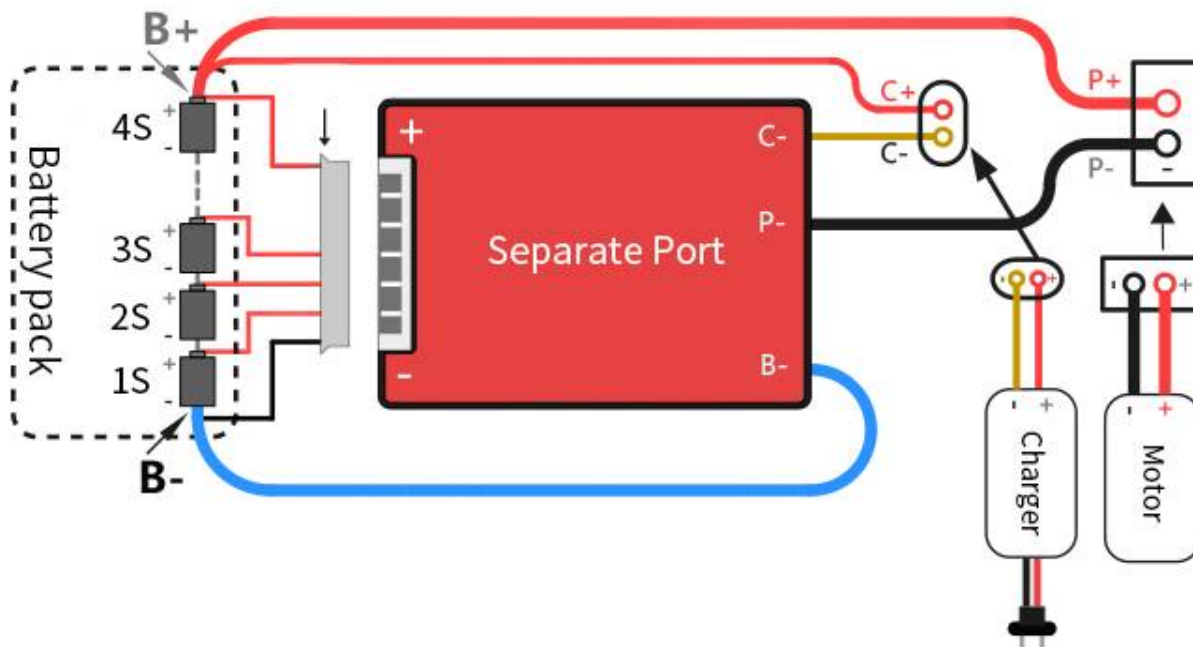 B+
4S
+
-
3S
+
-
2S
+
-
1S
+
-
Battery pack
B-
+
-
Separate Port
C-
P-
B-
C+
C-
P+
P-
-
- +
- +
Charger
- +
- +
Motor